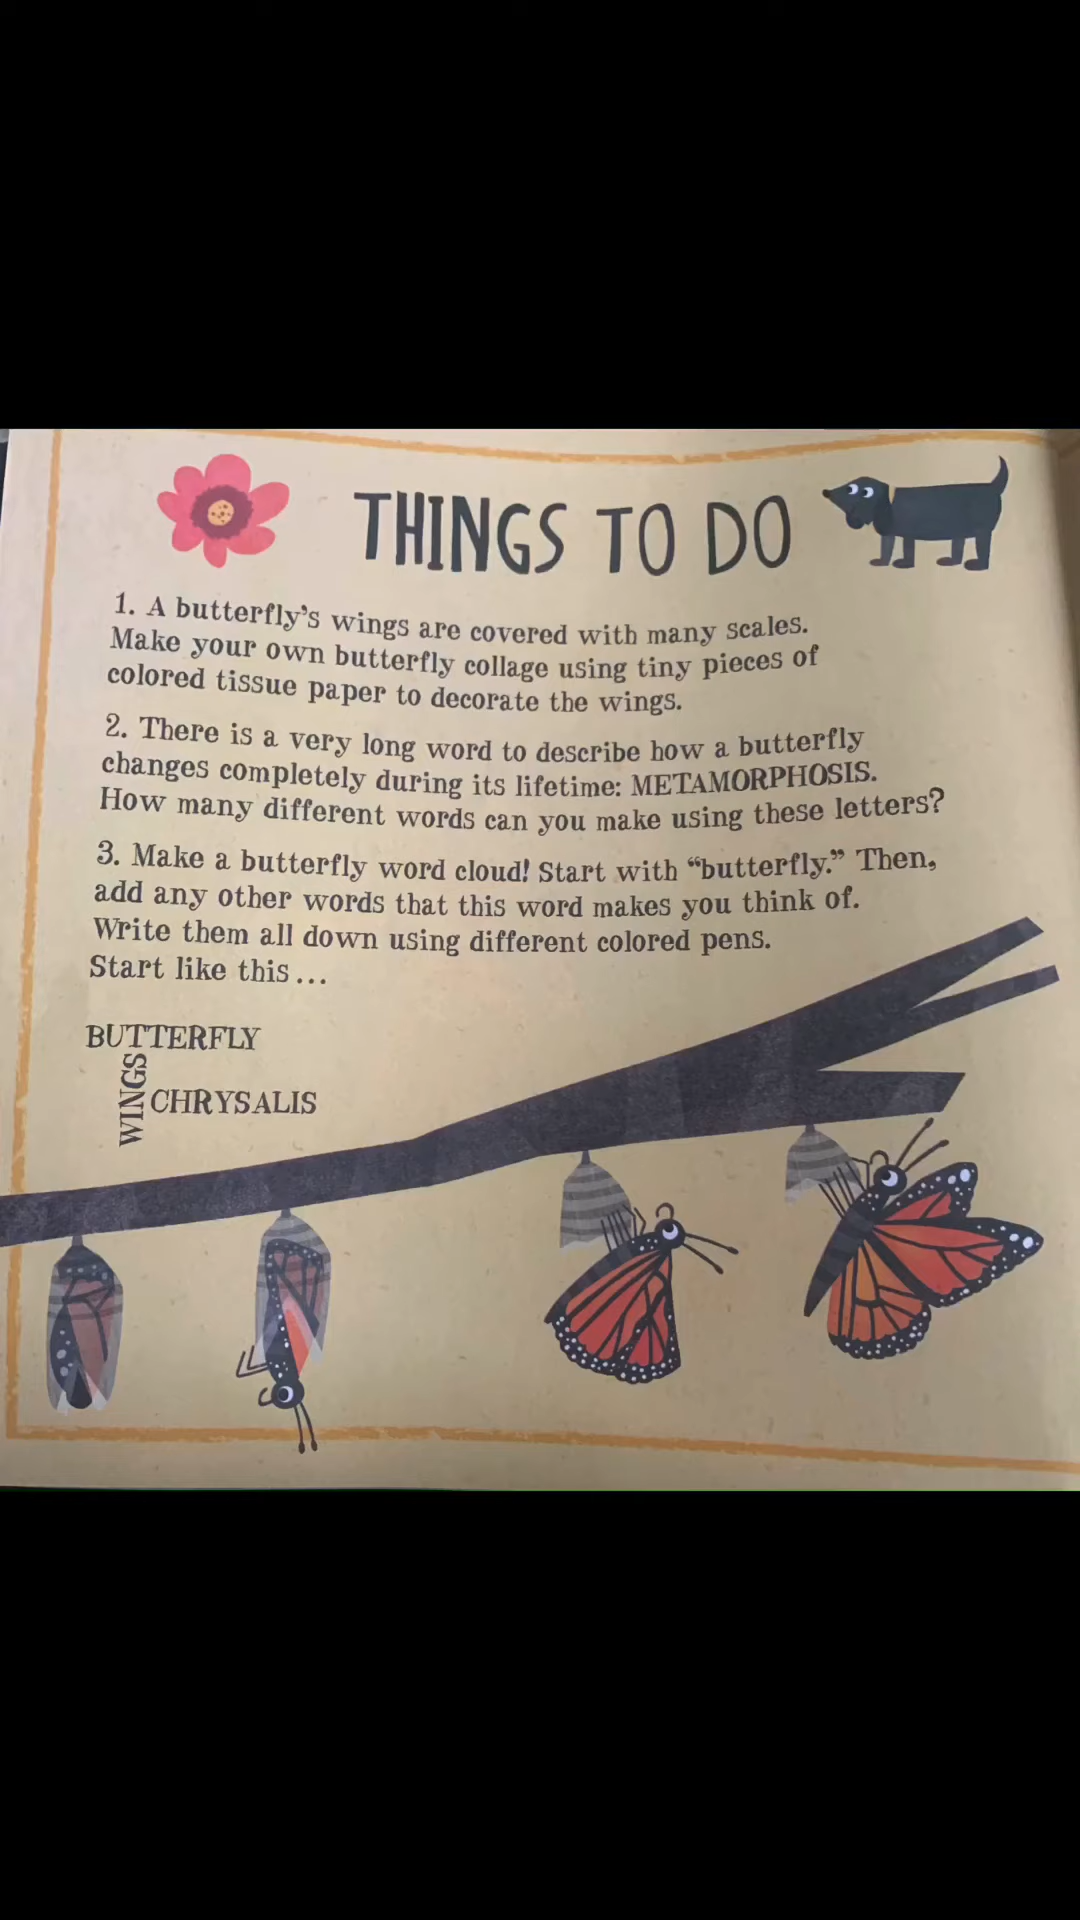 THINGS TO DO
1. A butterfly's wings are covered with many scales.
Make your own butterfly collage using tiny pieces of
colored tissue paper to decorate the wings.
2. There is a very long word to describe how a butterfly
changes completely during its lifetime: METAMORPHOSIS.
How many different words can you make using these letters?
3. Make a butterfly word cloud! Start with “butterfly.” Then,
add any other words that this word makes you think of.
Write them all down using different colored pens.
Start like this...
BUTTERFLY
WINGS
CHRYSALIS